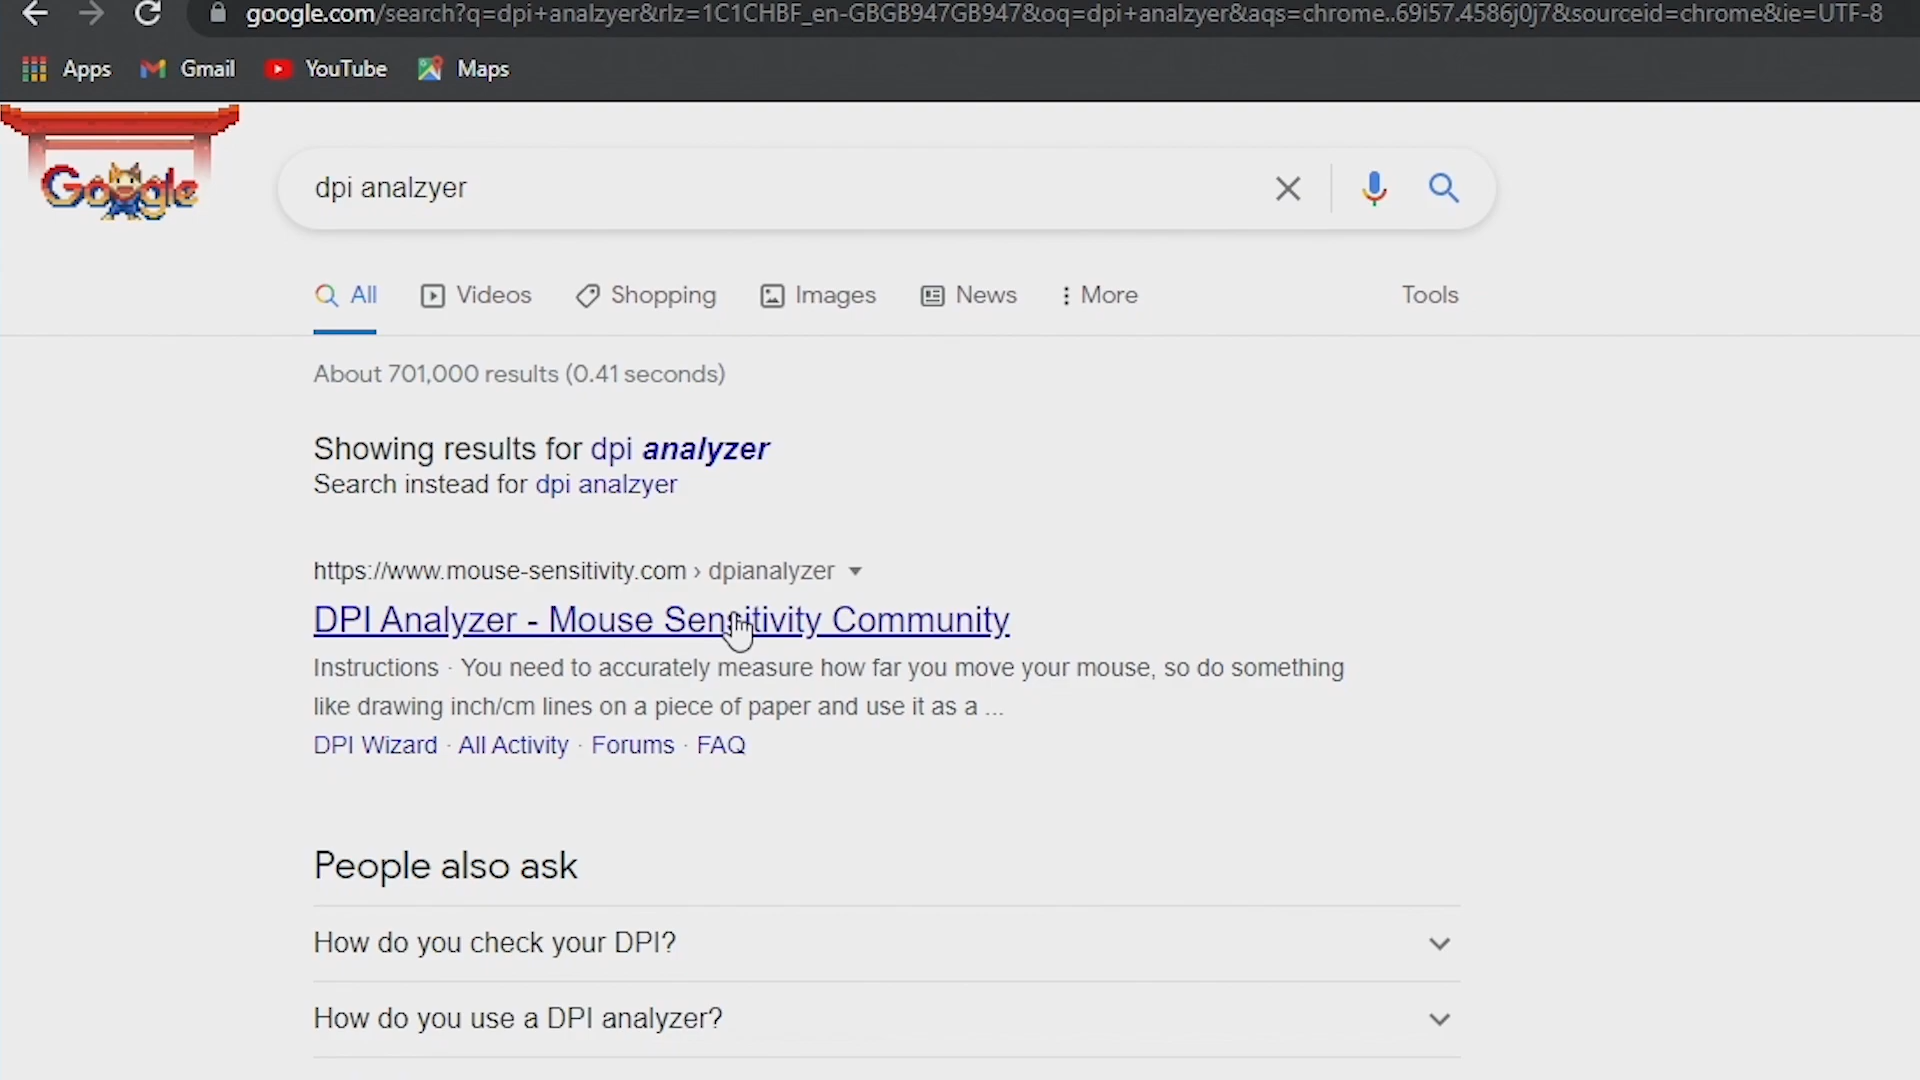 google.com/search?q=dpi+analzyer&rlz=1C1CHBF_en-GBGB947GB947&oq=dpi+analzyer&aqs=chrome..69i57.4586j0j7&sourceid=chrome&ie=UTF-8
Apps Gmail YouTube Maps
Google
dpi analzyer
All Videos Shopping Images News More Tools
About 701,000 results (0.41 seconds)
Showing results for dpi analyzer
Search instead for dpi analzyer
https://www.mouse-sensitivity.com › dpianalyzer
DPI Analyzer - Mouse Sensitivity Community
Instructions · You need to accurately measure how far you move your mouse, so do something
like drawing inch/cm lines on a piece of paper and use it as a ...
DPI Wizard · All Activity · Forums · FAQ
People also ask
How do you check your DPI?
How do you use a DPI analyzer?